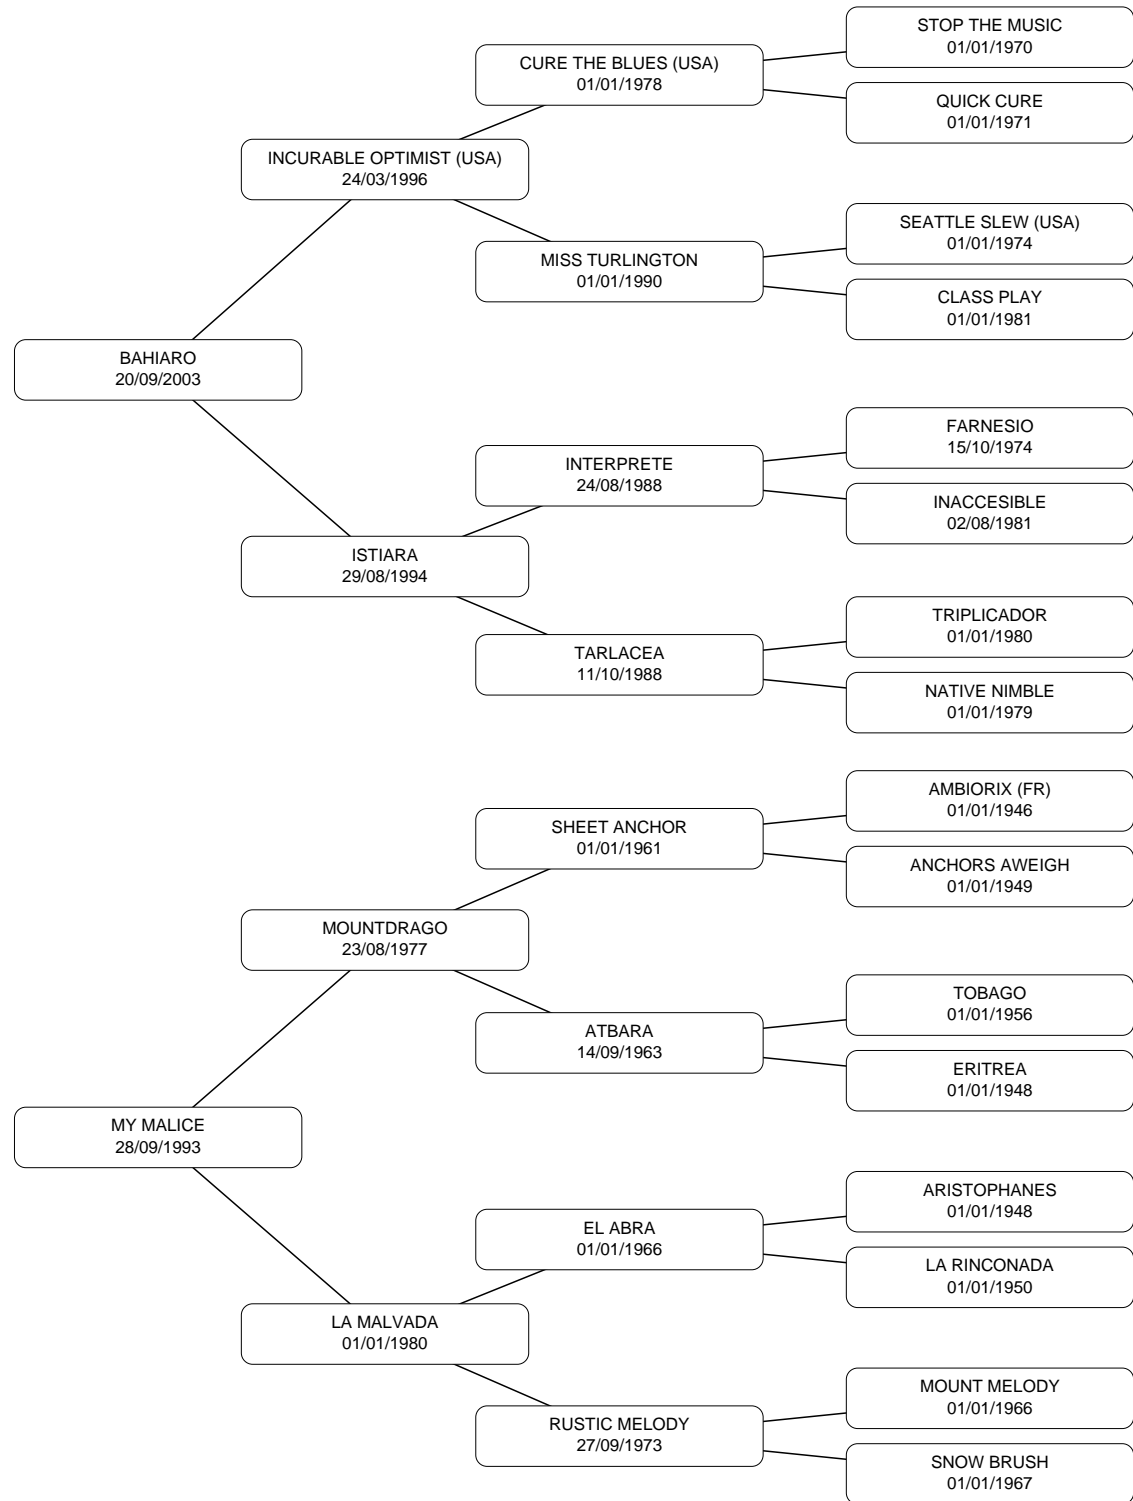 STOP THE MUSIC
01/01/1970
CURE THE BLUES (USA)
01/01/1978
QUICK CURE
01/01/1971
INCURABLE OPTIMIST (USA)
24/03/1996
SEATTLE SLEW (USA)
01/01/1974
MISS TURLINGTON
01/01/1990
CLASS PLAY
01/01/1981
BAHIARO
20/09/2003
FARNESIO
15/10/1974
INTERPRETE
24/08/1988
INACCESIBLE
02/08/1981
ISTIARA
29/08/1994
TRIPLICADOR
01/01/1980
TARLACEA
11/10/1988
NATIVE NIMBLE
01/01/1979
AMBIORIX (FR)
01/01/1946
SHEET ANCHOR
01/01/1961
ANCHORS AWEIGH
01/01/1949
MOUNTDRAGO
23/08/1977
TOBAGO
01/01/1956
ATBARA
14/09/1963
ERITREA
01/01/1948
MY MALICE
28/09/1993
ARISTOPHANES
01/01/1948
EL ABRA
01/01/1966
LA RINCONADA
01/01/1950
LA MALVADA
01/01/1980
MOUNT MELODY
01/01/1966
RUSTIC MELODY
27/09/1973
SNOW BRUSH
01/01/1967